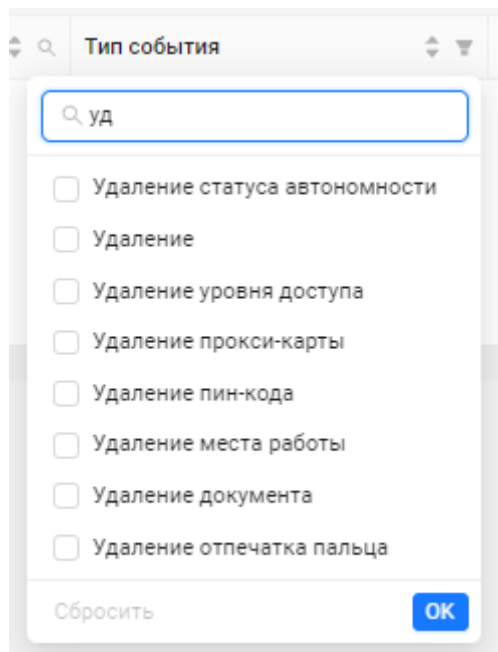 Тип события
уд
Удаление статуса автономности
Удаление
Удаление уровня доступа
Удаление прокси-карты
Удаление пин-кода
Удаление места работы
Удаление документа
Удаление отпечатка пальца
Сбросить OK